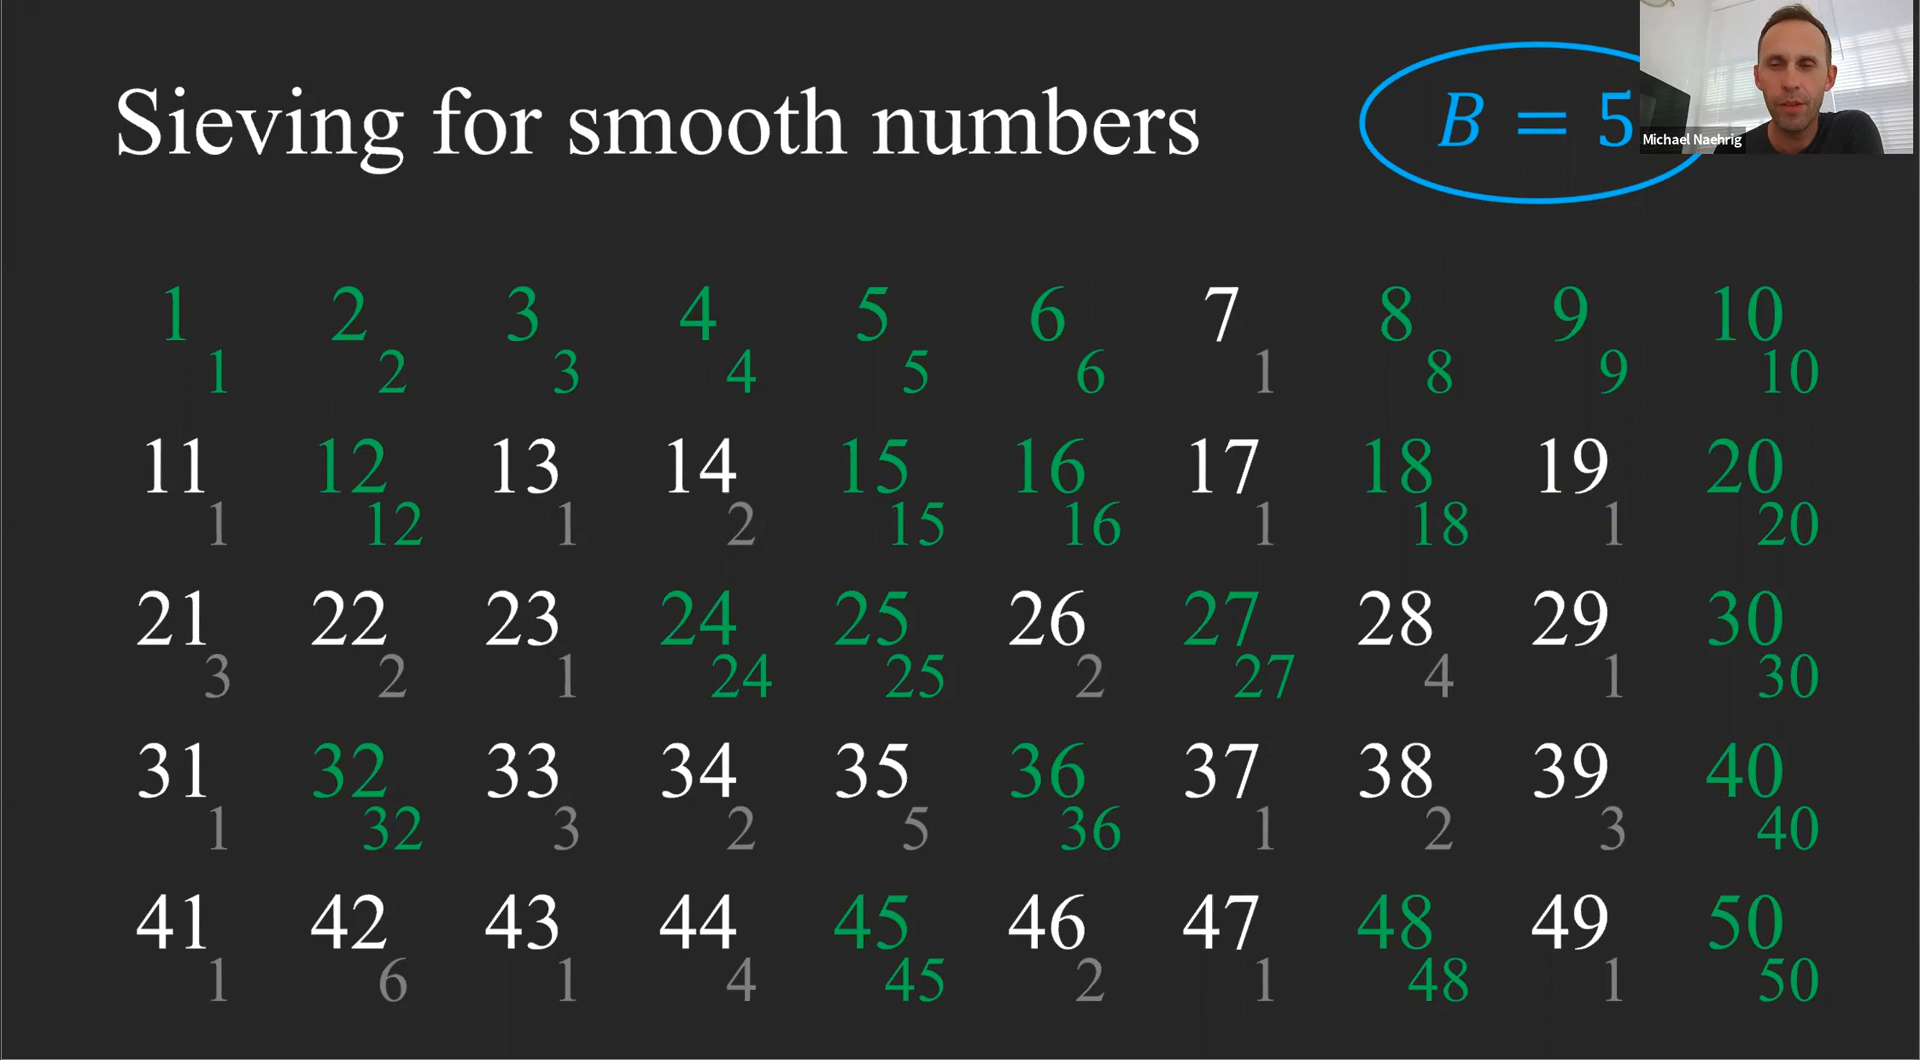 Sieving for smooth numbers
B = 5
Michael Naehrig
1 2 3 4 5 6 7 8 9 10
1 2 3 4 5 6 1 8 9 10
11 12 13 14 15 16 17 18 19 20
1 12 1 2 15 16 1 18 1 20
21 22 23 24 25 26 27 28 29 30
3 2 1 24 25 2 27 4 1 30
31 32 33 34 35 36 37 38 39 40
1 32 3 2 5 36 1 2 3 40
41 42 43 44 45 46 47 48 49 50
1 6 1 4 45 2 1 48 1 50